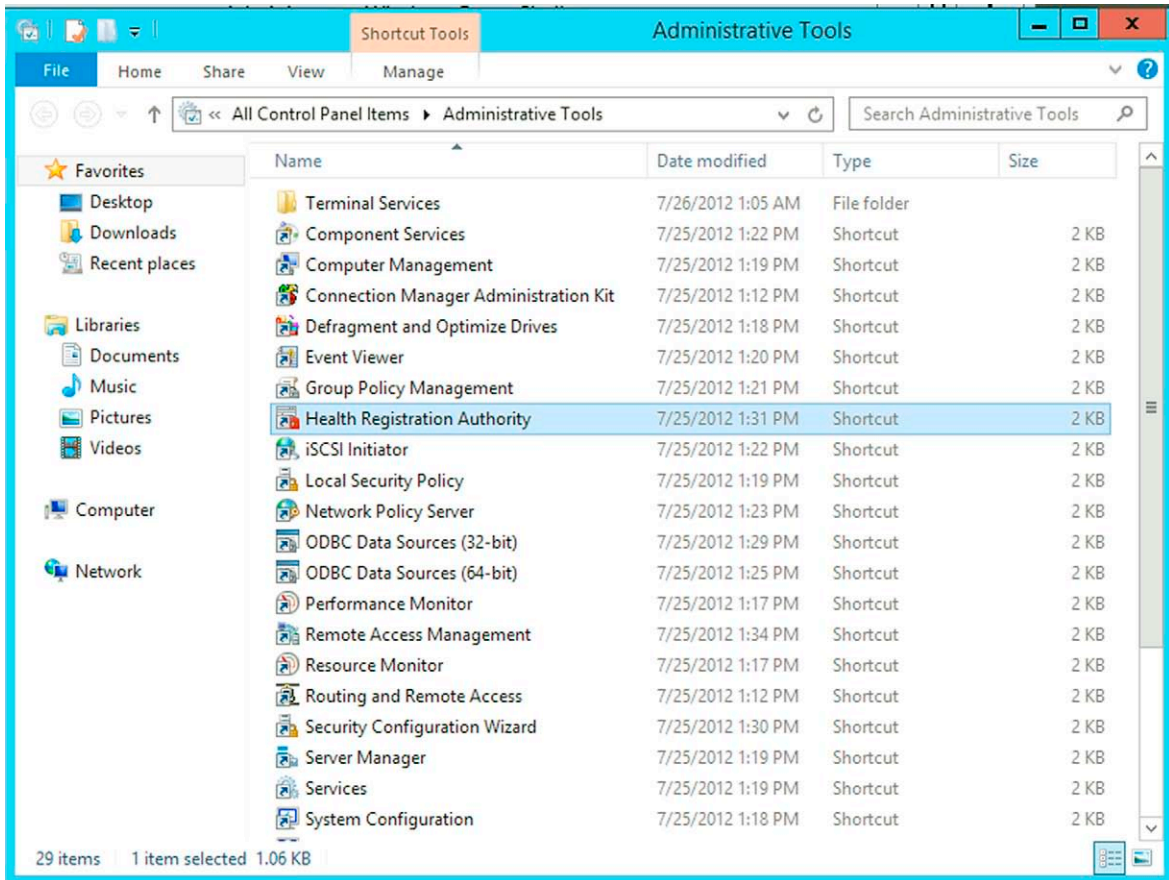 Shortcut Tools
Administrative Tools
File Home Share View Manage
« All Control Panel Items Administrative Tools
Search Administrative Tools
Favorites
Desktop
Downloads
Recent places
Libraries
Documents
Music
Pictures
Videos
Computer
Network
Name Date modified Type Size
Terminal Services 7/26/2012 1:05 AM File folder
Component Services 7/25/2012 1:22 PM Shortcut 2 KB
Computer Management 7/25/2012 1:19 PM Shortcut 2 KB
Connection Manager Administration Kit 7/25/2012 1:12 PM Shortcut 2 KB
Defragment and Optimize Drives 7/25/2012 1:18 PM Shortcut 2 KB
Event Viewer 7/25/2012 1:20 PM Shortcut 2 KB
Group Policy Management 7/25/2012 1:21 PM Shortcut 2 KB
Health Registration Authority 7/25/2012 1:31 PM Shortcut 2 KB
iSCSI Initiator 7/25/2012 1:22 PM Shortcut 2 KB
Local Security Policy 7/25/2012 1:19 PM Shortcut 2 KB
Network Policy Server 7/25/2012 1:23 PM Shortcut 2 KB
ODBC Data Sources (32-bit) 7/25/2012 1:29 PM Shortcut 2 KB
ODBC Data Sources (64-bit) 7/25/2012 1:25 PM Shortcut 2 KB
Performance Monitor 7/25/2012 1:17 PM Shortcut 2 KB
Remote Access Management 7/25/2012 1:34 PM Shortcut 2 KB
Resource Monitor 7/25/2012 1:17 PM Shortcut 2 KB
Routing and Remote Access 7/25/2012 1:12 PM Shortcut 2 KB
Security Configuration Wizard 7/25/2012 1:30 PM Shortcut 2 KB
Server Manager 7/25/2012 1:19 PM Shortcut 2 KB
Services 7/25/2012 1:19 PM Shortcut 2 KB
System Configuration 7/25/2012 1:18 PM Shortcut 2 KB
29 items 1 item selected 1.06 KB